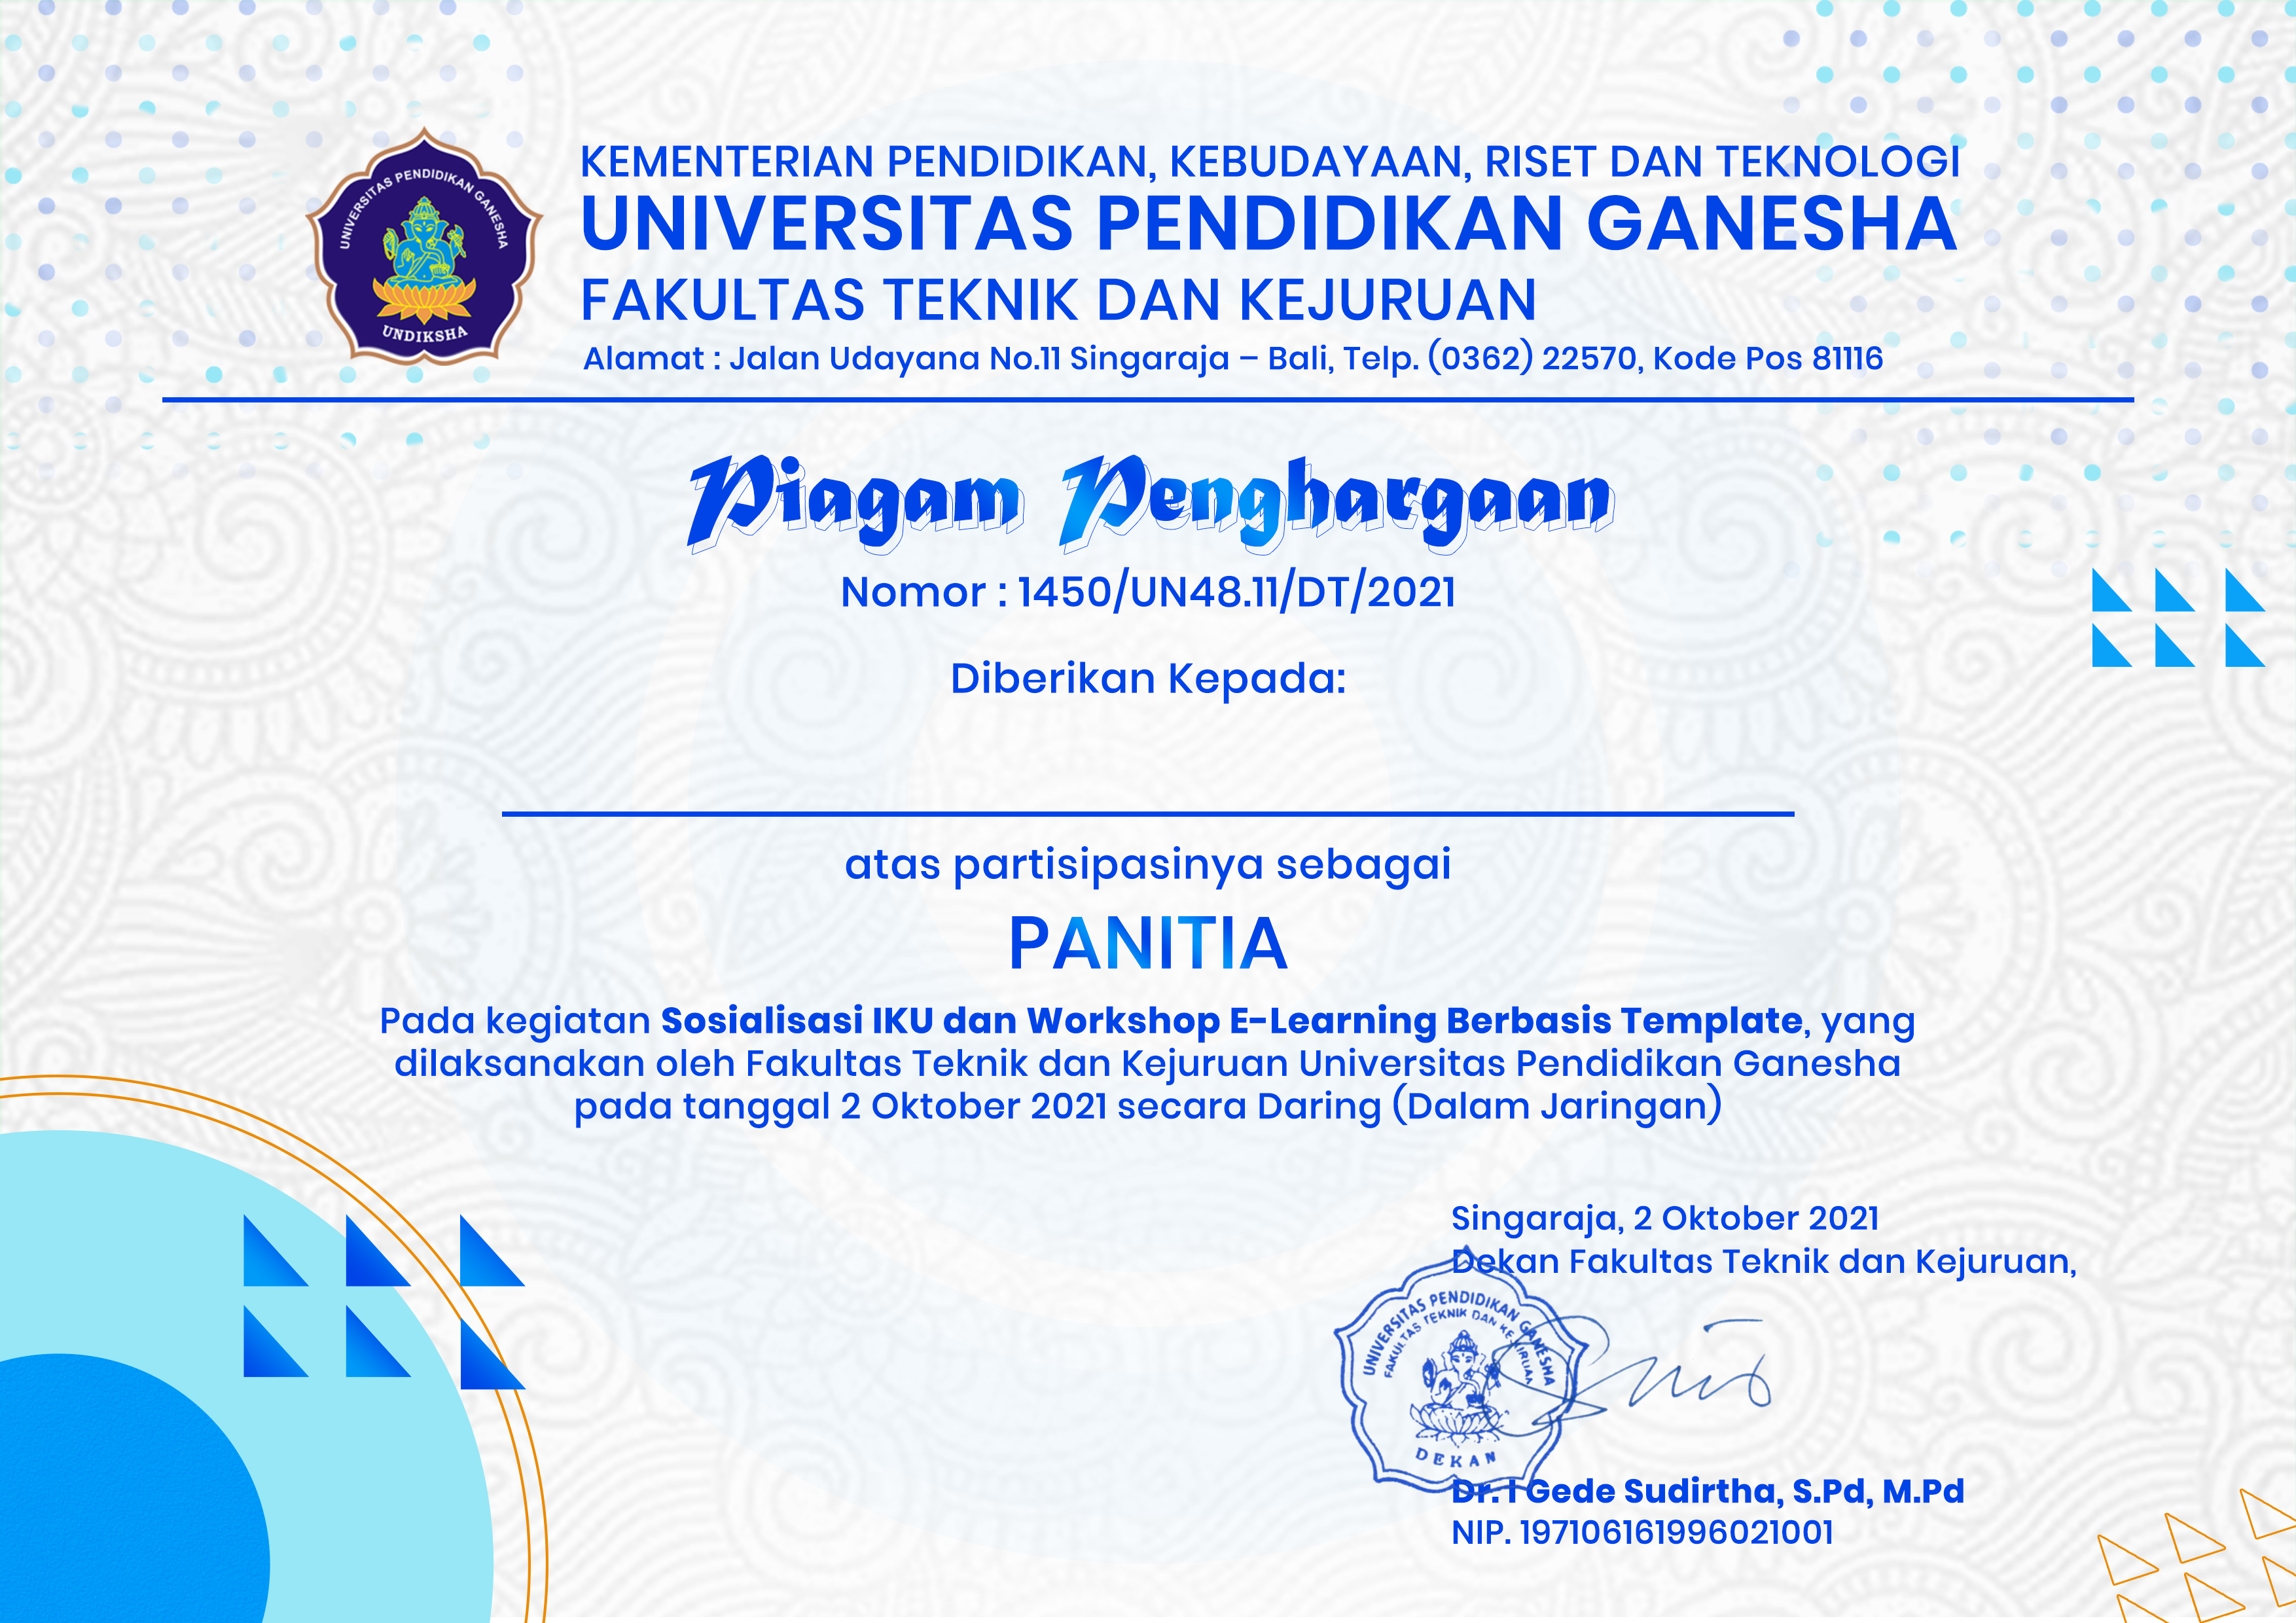 UNIVERSITAS PENDIDIKAN GANESHA
UNDIKSHA
KEMENTERIAN PENDIDIKAN, KEBUDAYAAN, RISET DAN TEKNOLOGI
UNIVERSITAS PENDIDIKAN GANESHA
FAKULTAS TEKNIK DAN KEJURUAN
Alamat : Jalan Udayana No.11 Singaraja – Bali, Telp. (0362) 22570, Kode Pos 81116
Piagam Penghargaan
Nomor : 1450/UN48.11/DT/2021
Diberikan Kepada:
atas partisipasinya sebagai
PANITIA
Pada kegiatan Sosialisasi IKU dan Workshop E-Learning Berbasis Template, yang
dilaksanakan oleh Fakultas Teknik dan Kejuruan Universitas Pendidikan Ganesha
pada tanggal 2 Oktober 2021 secara Daring (Dalam Jaringan)
Singaraja, 2 Oktober 2021
Dekan Fakultas Teknik dan Kejuruan,
UNIVERSITAS PENDIDIKAN GANESHA
FAKULTAS TEKNIK DAN KEJURUAN
DEKAN
Dr. I Gede Sudirtha, S.Pd, M.Pd
NIP. 197106161996021001